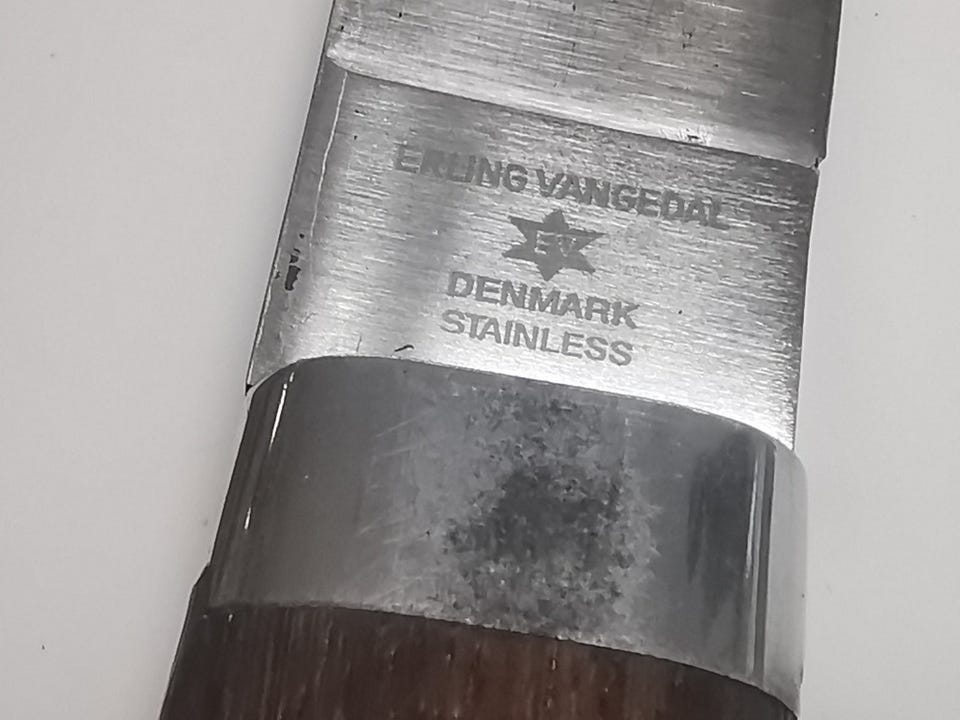 ERLING VANGEDAL
EV
DENMARK
STAINLESS